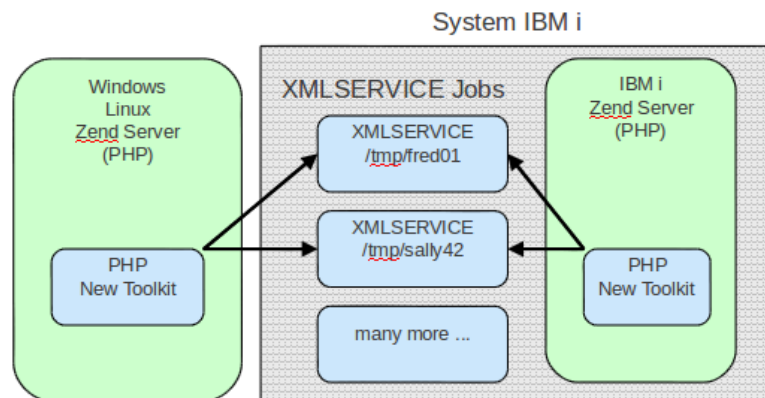 System IBM i
Windows
Linux
Zend Server
(PHP)
PHP
New Toolkit
XMLSERVICE Jobs
XMLSERVICE
/tmp/fred01
XMLSERVICE
/tmp/sally42
many more ...
IBM i
Zend Server
(PHP)
PHP
New Toolkit